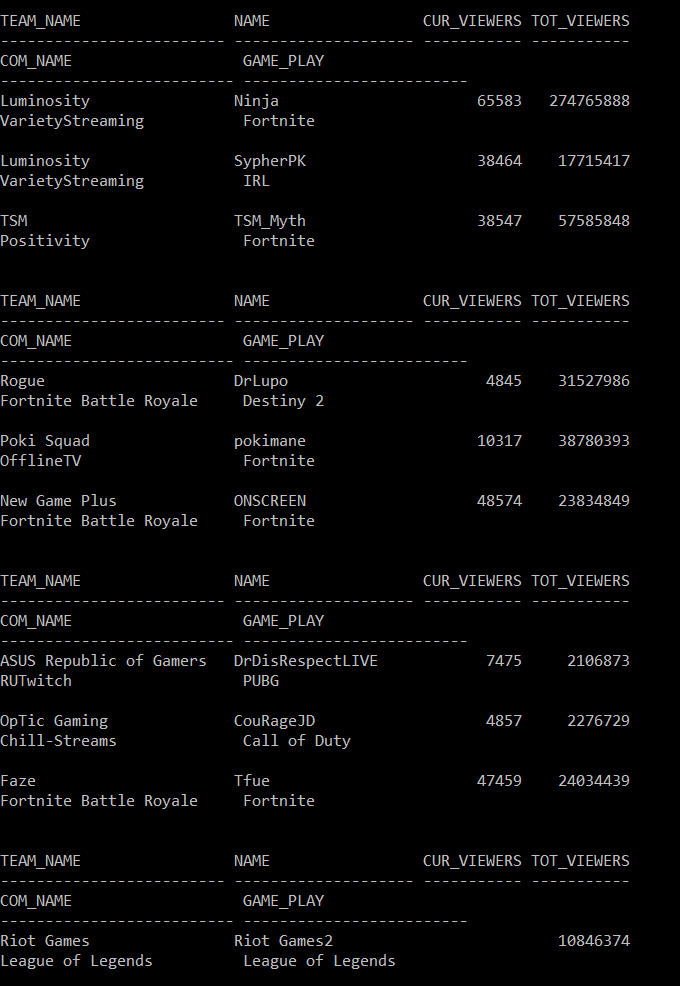 TEAM_NAME                NAME                 CUR_VIEWERS TOT_VIEWERS
------------------------- -------------------- ----------- -----------
COM_NAME                   GAME_PLAY
-------------------------- -------------------------
Luminosity                Ninja                      65583   274765888
VarietyStreaming           Fortnite

Luminosity                SypherPK                   38464    17715417
VarietyStreaming           IRL

TSM                       TSM_Myth                   38547    57585848
Positivity                 Fortnite


TEAM_NAME                 NAME                 CUR_VIEWERS TOT_VIEWERS
------------------------- -------------------- ----------- -----------
COM_NAME                   GAME_PLAY
-------------------------- -------------------------
Rogue                     DrLupo                      4845    31527986
Fortnite Battle Royale     Destiny 2

Poki Squad                pokimane                   10317    38780393
OfflineTV                  Fortnite

New Game Plus             ONSCREEN                   48574    23834849
Fortnite Battle Royale     Fortnite


TEAM_NAME                 NAME                 CUR_VIEWERS TOT_VIEWERS
------------------------- -------------------- ----------- -----------
COM_NAME                   GAME_PLAY
-------------------------- -------------------------
ASUS Republic of Gamers   DrDisRespectLIVE            7475     2106873
RUTwitch                   PUBG

OpTic Gaming              CouRageJD                   4857     2276729
Chill-Streams              Call of Duty

Faze                      Tfue                       47459    24034439
Fortnite Battle Royale     Fortnite


TEAM_NAME                 NAME                 CUR_VIEWERS TOT_VIEWERS
------------------------- -------------------- ----------- -----------
COM_NAME                   GAME_PLAY
-------------------------- -------------------------
Riot Games                Riot Games2                         10846374
League of Legends          League of Legends